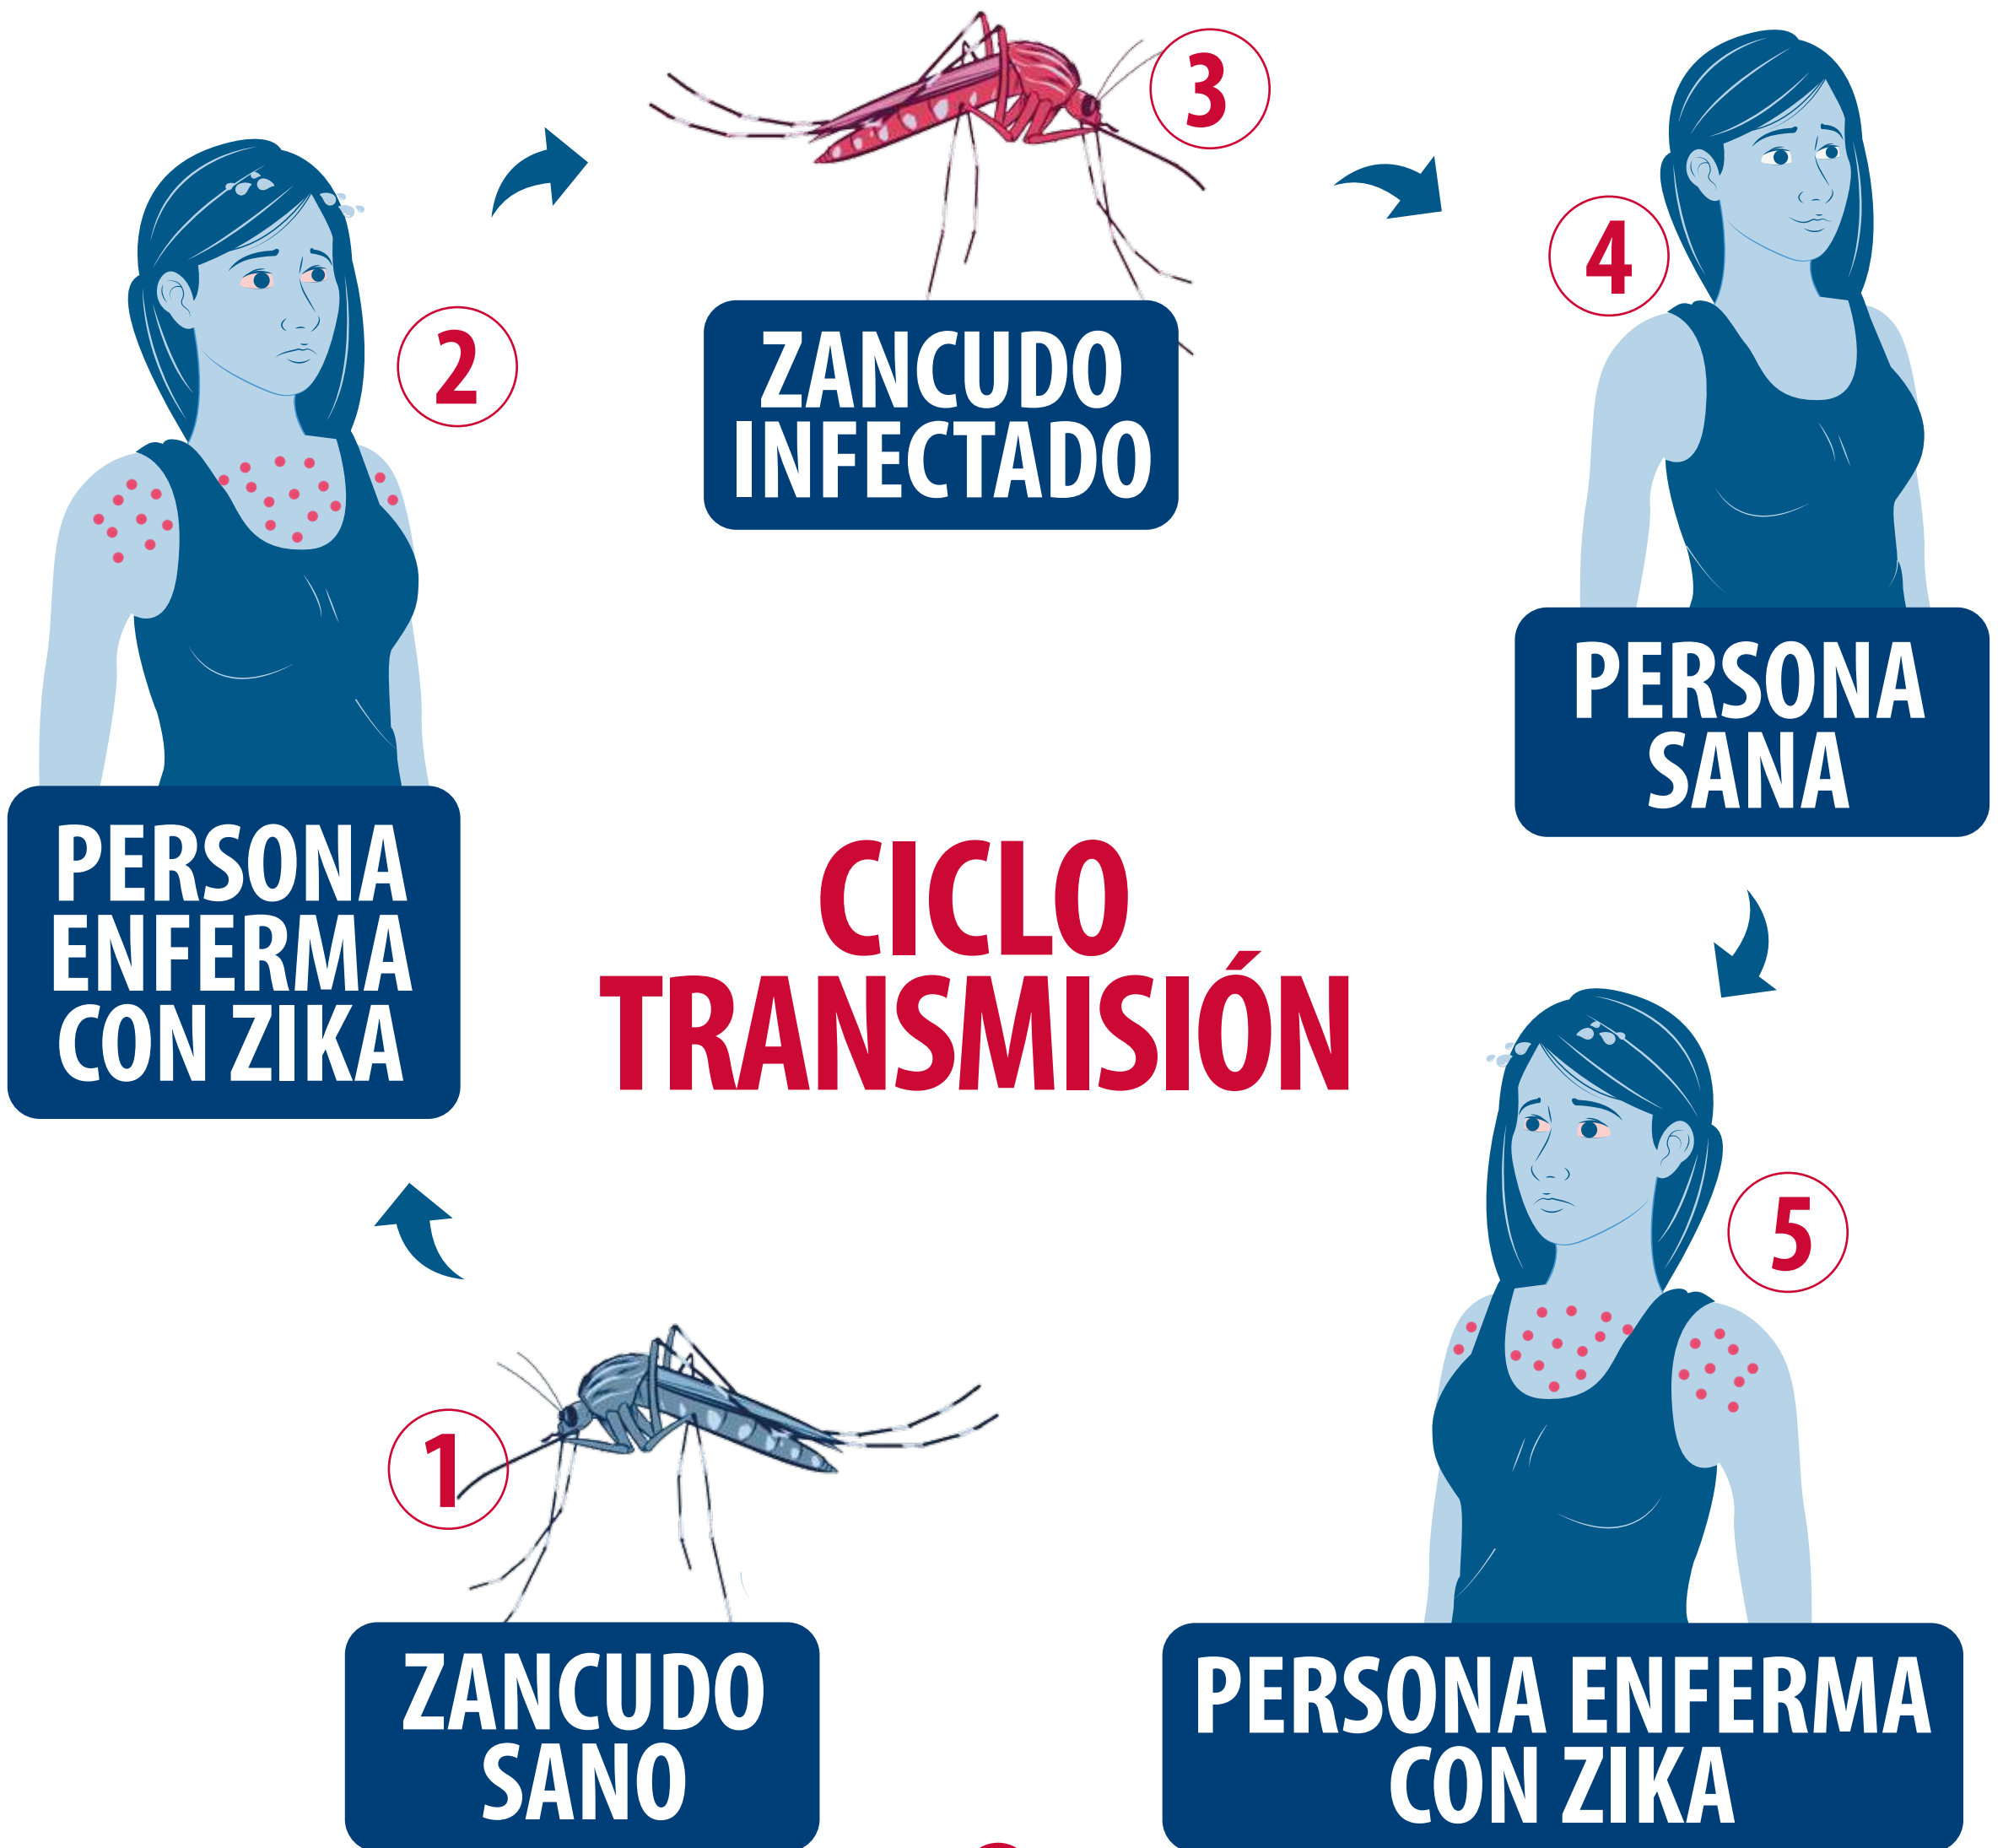 1
ZANCUDO
SANO
2
PERSONA
ENFERMA
CON ZIKA
3
ZANCUDO
INFECTADO
4
PERSONA
SANA
5
PERSONA ENFERMA
CON ZIKA
CICLO
TRANSMISIÓN